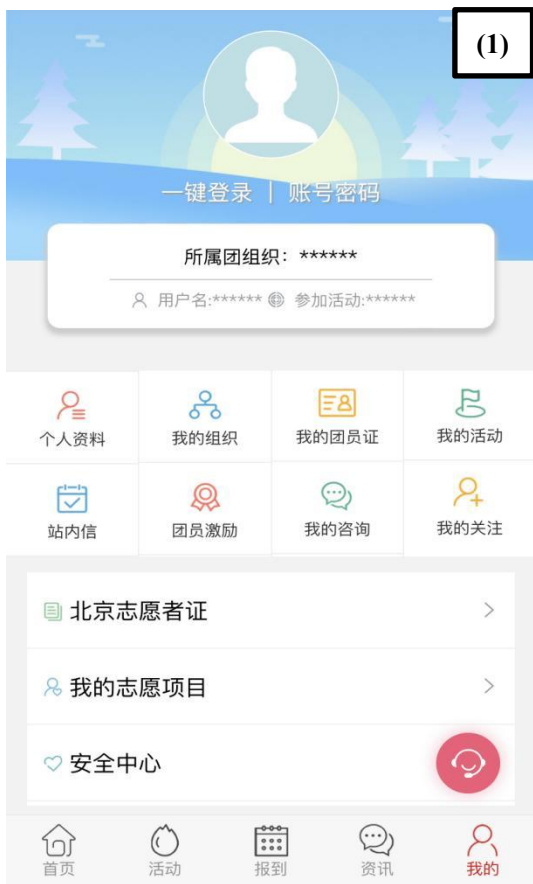 (1)
一键登录 | 账号密码
所属团组织: ******
用户名:****** 参加活动:******
个人资料 我的组织 我的团员证 我的活动
站内信 团员激励 我的咨询 我的关注
北京志愿者证
我的志愿项目
安全中心
首页 活动 报到 资讯 我的